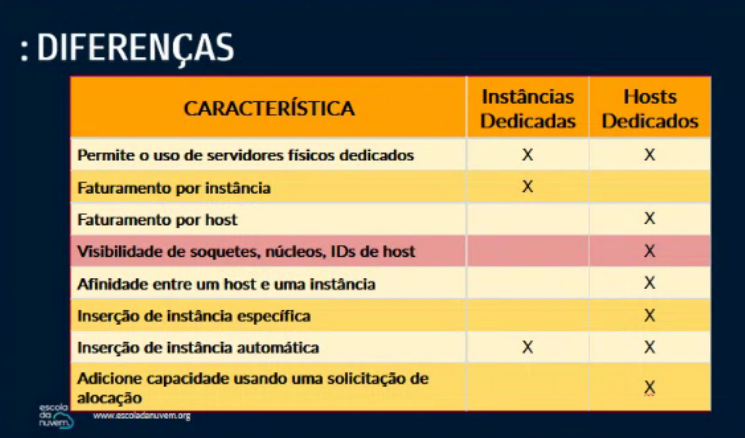 : DIFERENÇAS
CARACTERÍSTICA
Instâncias Dedicadas
Hosts Dedicados
Permite o uso de servidores físicos dedicados X X
Faturamento por instância X
Faturamento por host X
Visibilidade de soquetes, núcleos, IDs de host X
Afinidade entre um host e uma instância X
Inserção de instância específica X
Inserção de instância automática X X
Adicione capacidade usando uma solicitação de
alocação X
escola
da
nuvem
www.escoladanuvem.org